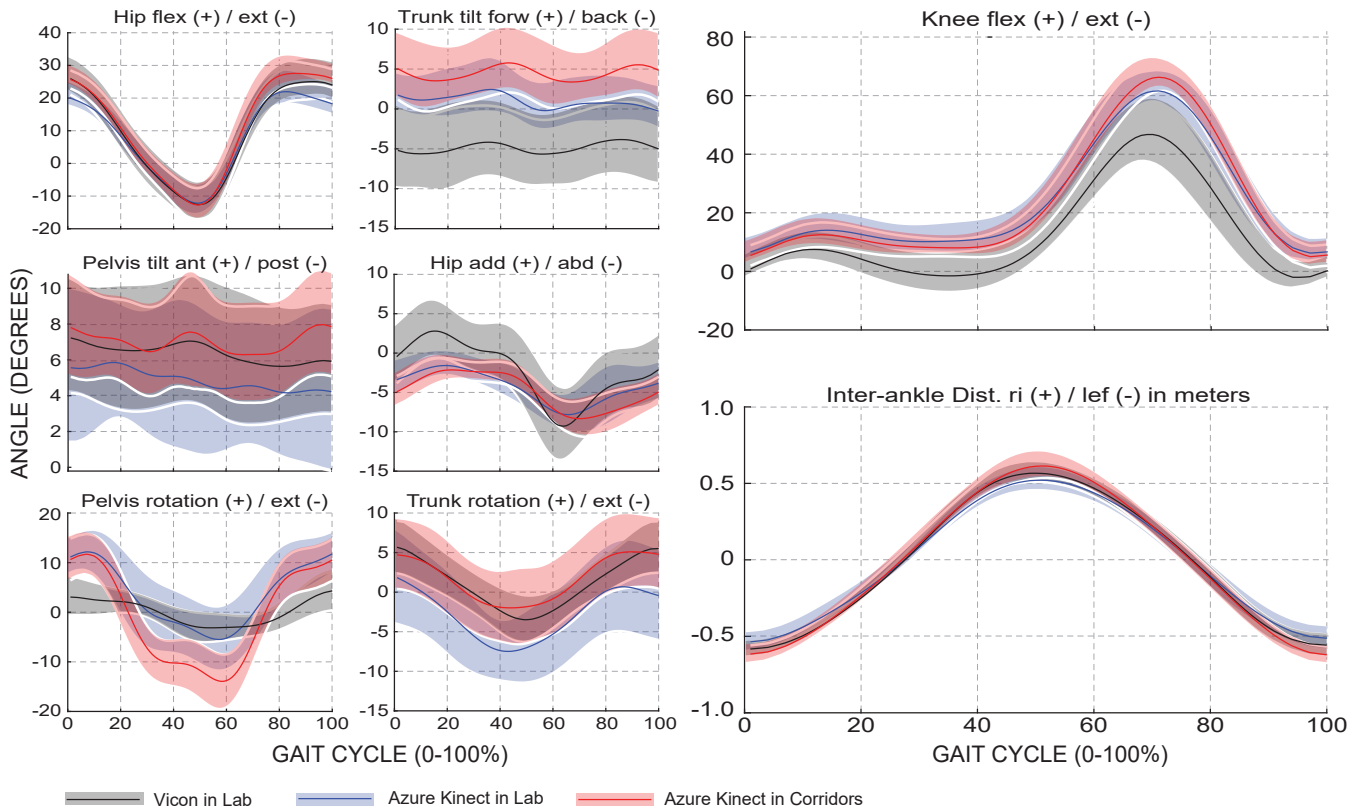 Hip flex (+) / ext (-)
40
30
20
10
0
-10
-20
Trunk tilt forw (+) / back (-)
10
5
0
-5
-10
-15
Knee flex (+) / ext (-)
80
60
40
20
0
-20
ANGLE (DEGREES)
Pelvis tilt ant (+) / post (-)
10
8
6
4
2
0
Hip add (+) / abd (-)
10
5
0
-5
-10
-15
Inter-ankle Dist. ri (+) / lef (-) in meters
1.0
0.5
0
-0.5
-1.0
0 20 40 60 80 100
GAIT CYCLE (0-100%)
Pelvis rotation (+) / ext (-)
20
10
0
-10
-20
0 20 40 60 80 100
Trunk rotation (+) / ext (-)
10
5
0
-5
-10
-15
0 20 40 60 80 100
GAIT CYCLE (0-100%)
Vicon in Lab
Azure Kinect in Lab
Azure Kinect in Corridors